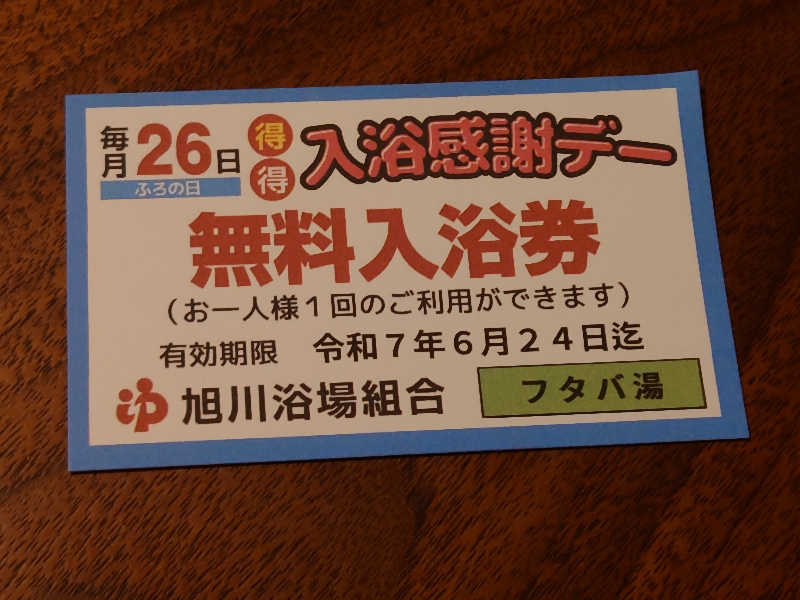 毎月26日 得得 入浴感謝デー
ふろの日
無料入浴券
（お一人様1回のご利用ができます）
有効期限 令和7年6月24日迄
ゆ 旭川浴場組合 フタバ湯